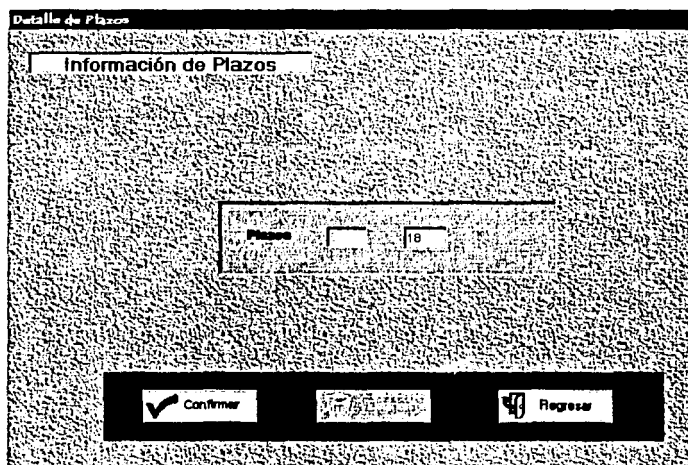 Detalle de Plazos
Información de Plazos
Plazos 18
Confirmar Regresar